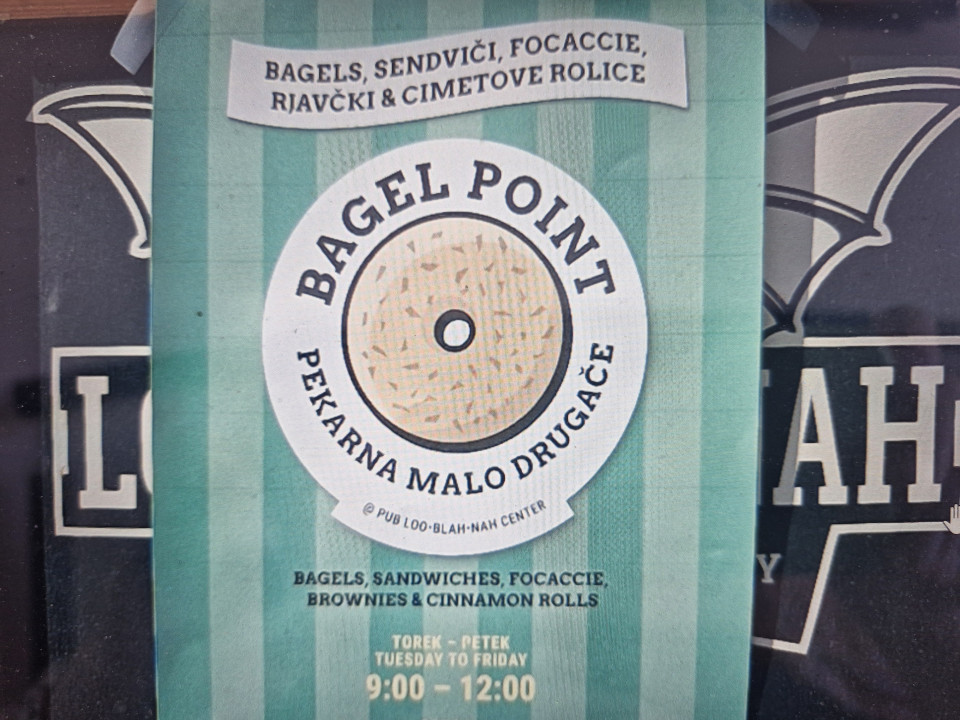 BAGELS, SENDVIČI, FOCACCIE,
RJAVČKI & CIMETOVE ROLICE
BAGEL POINT
PEKARNA MALO DRUGAČE
@ PUB LOO-BLAH-NAH CENTER
BAGELS, SANDWICHES, FOCACCIE,
BROWNIES & CINNAMON ROLLS
TOREK – PETEK
TUESDAY TO FRIDAY
9:00 – 12:00